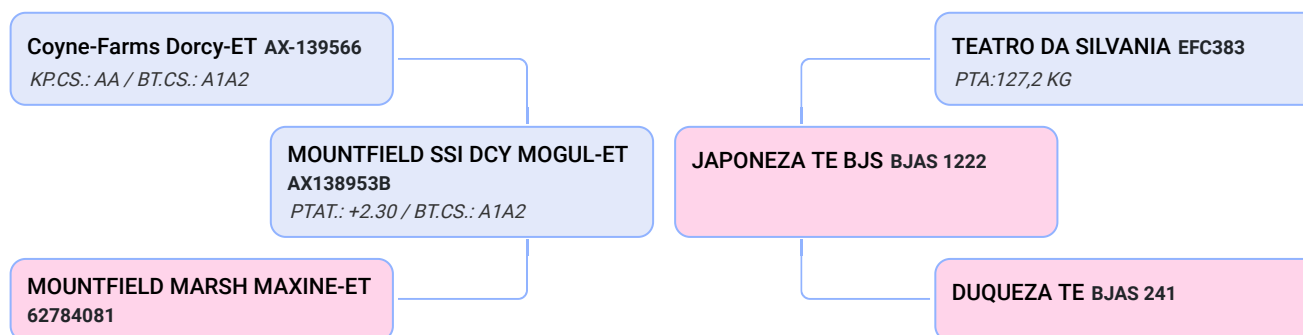 Coyne-Farms Dorcy-ET AX-139566
KP.CS.: AA / BT.CS.: A1A2
MOUNTFIELD SSI DCY MOGUL-ET
AX138953B
PTAT.: +2.30 / BT.CS.: A1A2
MOUNTFIELD MARSH MAXINE-ET
62784081
TEATRO DA SILVANIA EFC383
PTA:127,2 KG
JAPONEZA TE BJS BJAS 1222
DUQUEZA TE BJAS 241